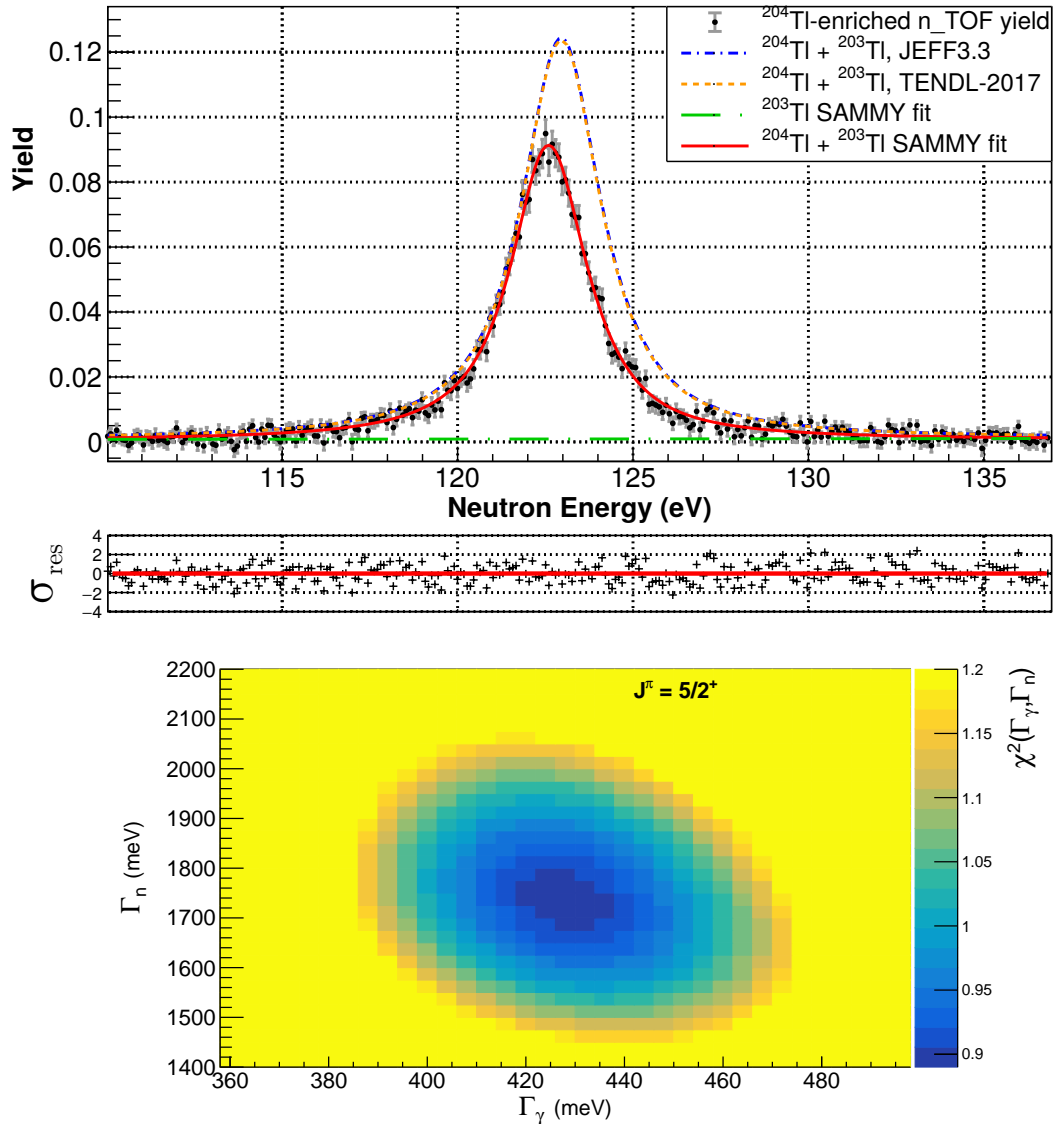 0.12
0.1
0.08
0.06
0.04
0.02
0
Yield
²⁰⁴Tl-enriched n_TOF yield
²⁰⁴Tl + ²⁰³Tl, JEFF3.3
²⁰⁴Tl + ²⁰³Tl, TENDL-2017
²⁰³Tl SAMMY fit
²⁰⁴Tl + ²⁰³Tl SAMMY fit
115 120 125 130 135
Neutron Energy (eV)
4
2
0
−2
−4
σres
2200
2100
2000
1900
1800
1700
1600
1500
1400
Γn (meV)
Jπ = 5/2⁺
360 380 400 420 440 460 480
Γγ (meV)
1.2
1.15
1.1
1.05
1
0.95
0.9
χ²(Γγ,Γn)